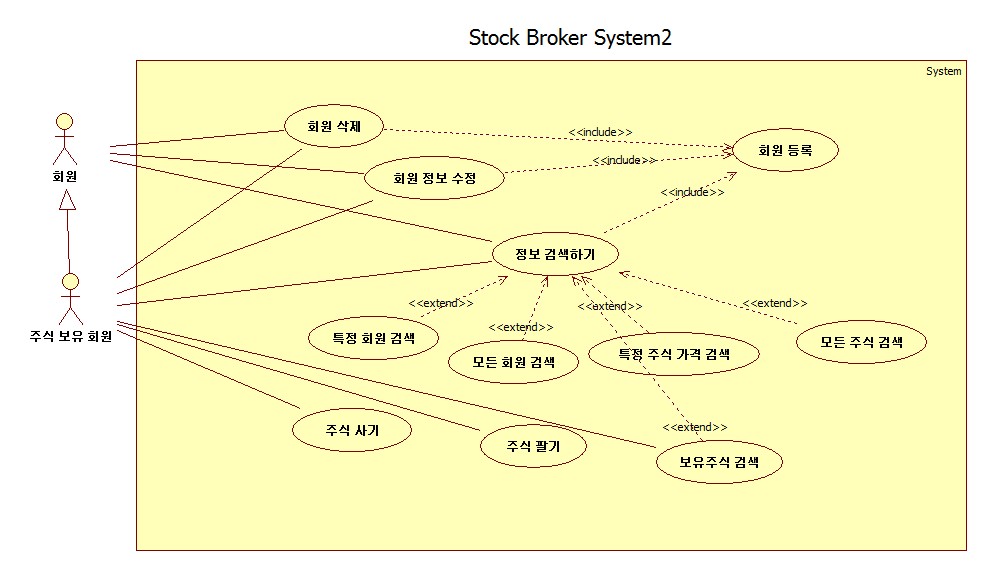 Stock Broker System2
System
회원
회원 삭제
<<include>>
회원 등록
<<include>>
회원 정보 수정
<<include>>
정보 검색하기
주식 보유 회원
<<extend>>
<<extend>>
<<extend>>
<<extend>>
특정 회원 검색
모든 회원 검색
특정 주식 가격 검색
모든 주식 검색
주식 사기
주식 팔기
<<extend>>
보유주식 검색